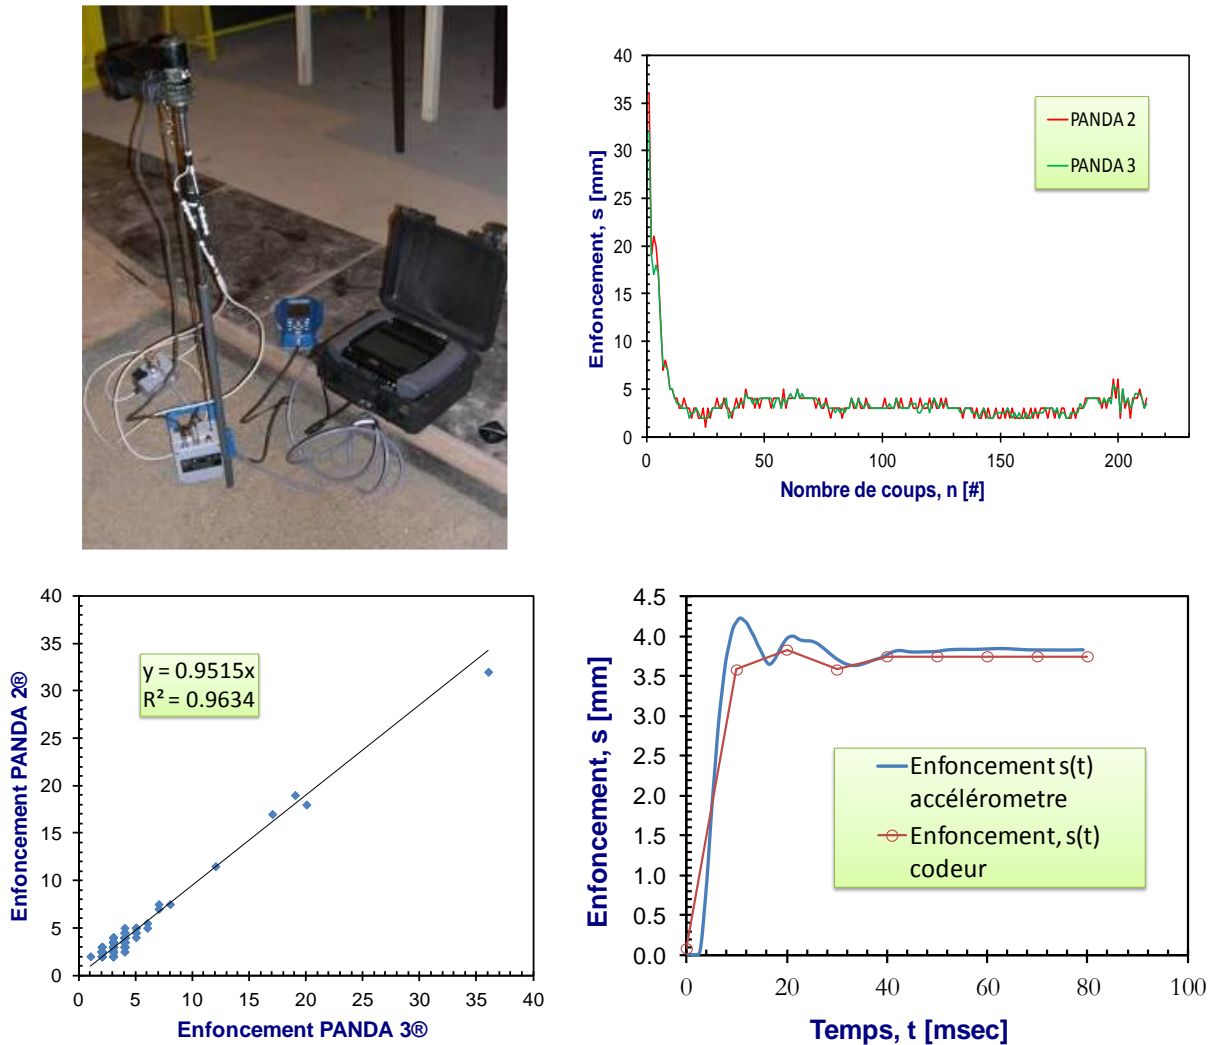 40
35
30
25
20
15
10
5
0
Enfoncement, s [mm]
PANDA 2
PANDA 3
0 50 100 150 200
Nombre de coups, n [#]
40
35
30
25
20
15
10
5
0
Enfoncement PANDA 2®
y = 0.9515x
R² = 0.9634
0 5 10 15 20 25 30 35 40
Enfoncement PANDA 3®
4.5
4.0
3.5
3.0
2.5
2.0
1.5
1.0
0.5
0.0
Enfoncement, s [mm]
Enfoncement s(t)
accélérometre
Enfoncement, s(t)
codeur
0 20 40 60 80 100
Temps, t [msec]